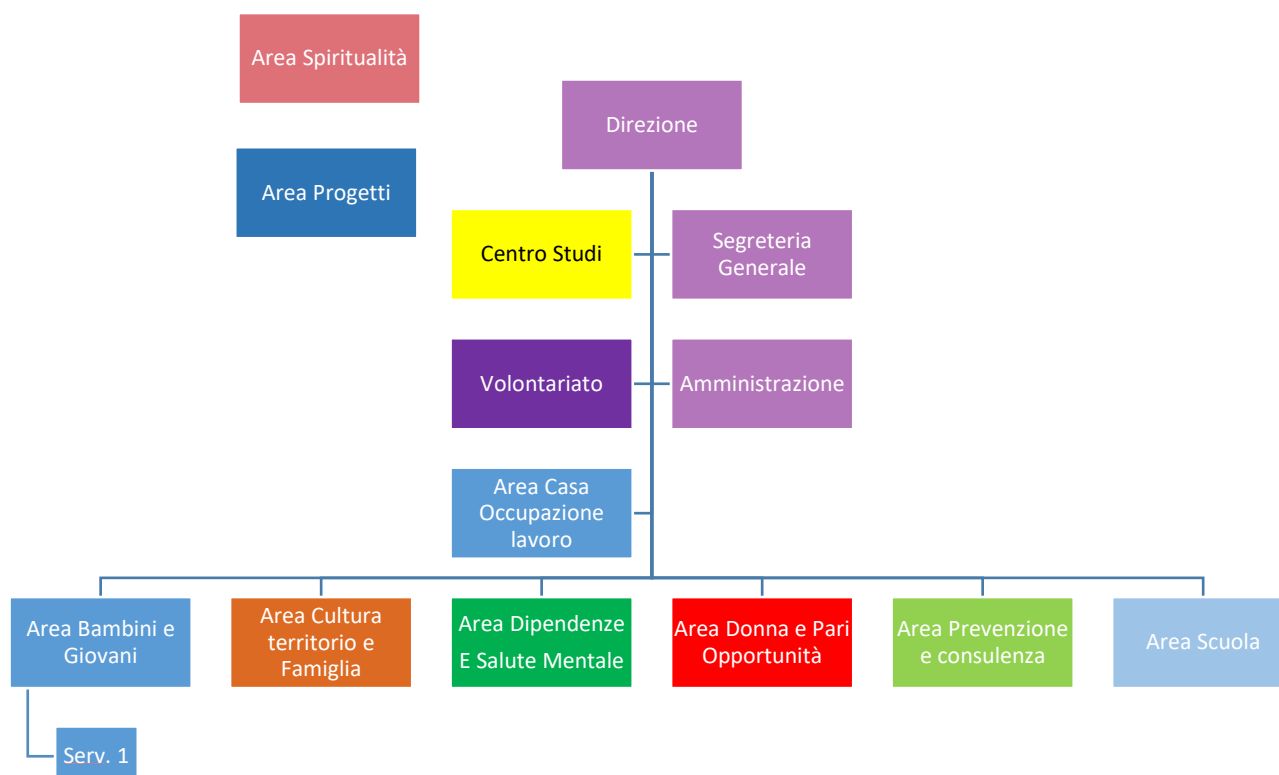 Area Spiritualità
Direzione
Area Progetti
Centro Studi
Segreteria
Generale
Volontariato
Amministrazione
Area Casa
Occupazione
lavoro
Area Bambini e
Giovani
Area Cultura
territorio e
Famiglia
Area Dipendenze
E Salute Mentale
Area Donna e Pari
Opportunità
Area Prevenzione
e consulenza
Area Scuola
Serv. 1